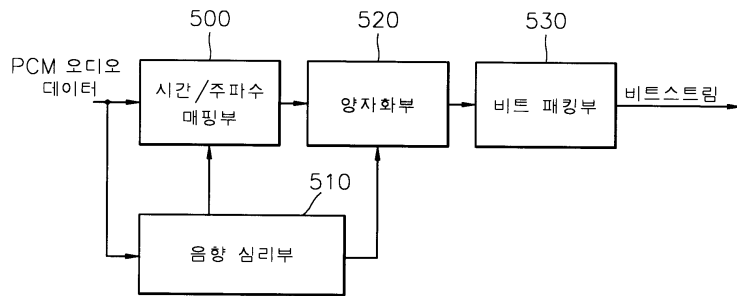 500
520
530
PCM 오디오
데이터
시간/주파수
매핑부
양자화부
비트 패킹부
비트스트림
510
음향 심리부